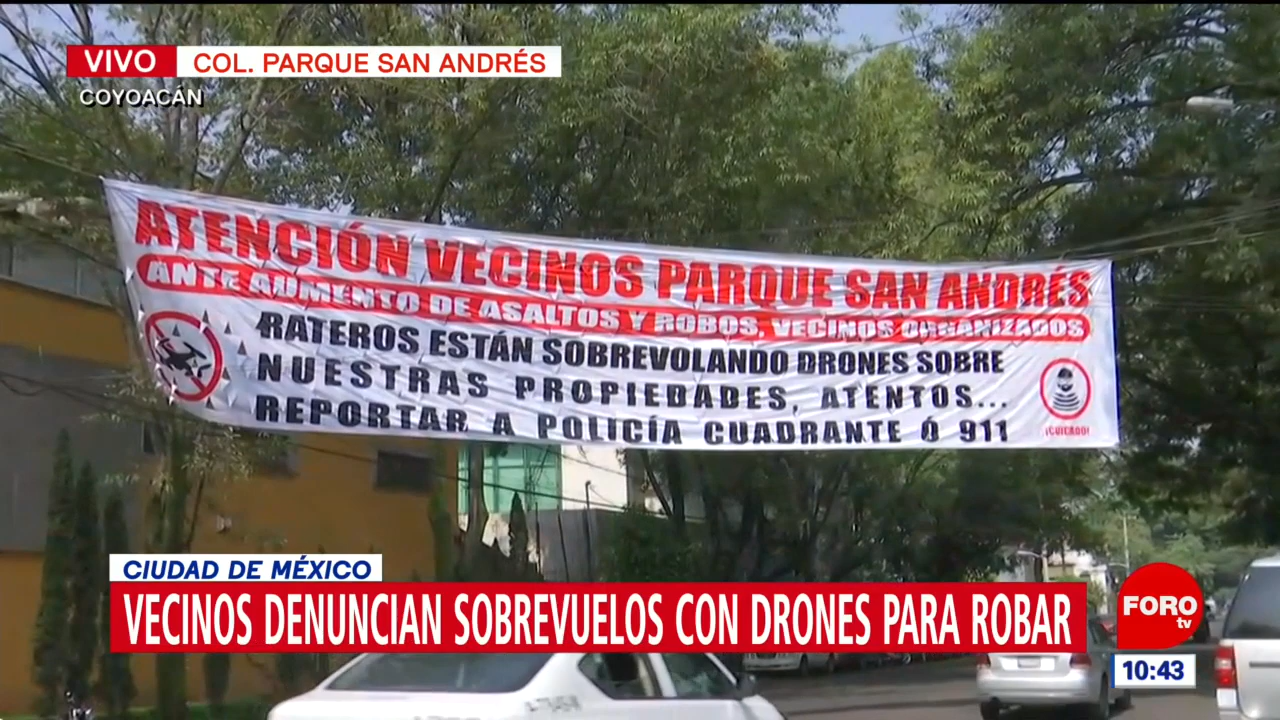 VIVO COL. PARQUE SAN ANDRÉS
COYOACÁN
ATENCIÓN VECINOS PARQUE SAN ANDRÉS
ANTE AUMENTO DE ASALTOS Y ROBOS, VECINOS ORGANIZADOS
RATEROS ESTÁN SOBREVOLANDO DRONES SOBRE
NUESTRAS PROPIEDADES, ATENTOS...
REPORTAR A POLICÍA CUADRANTE Ó 911
¡CUIDADO!
CIUDAD DE MÉXICO
VECINOS DENUNCIAN SOBREVUELOS CON DRONES PARA ROBAR
FORO
tv
10:43